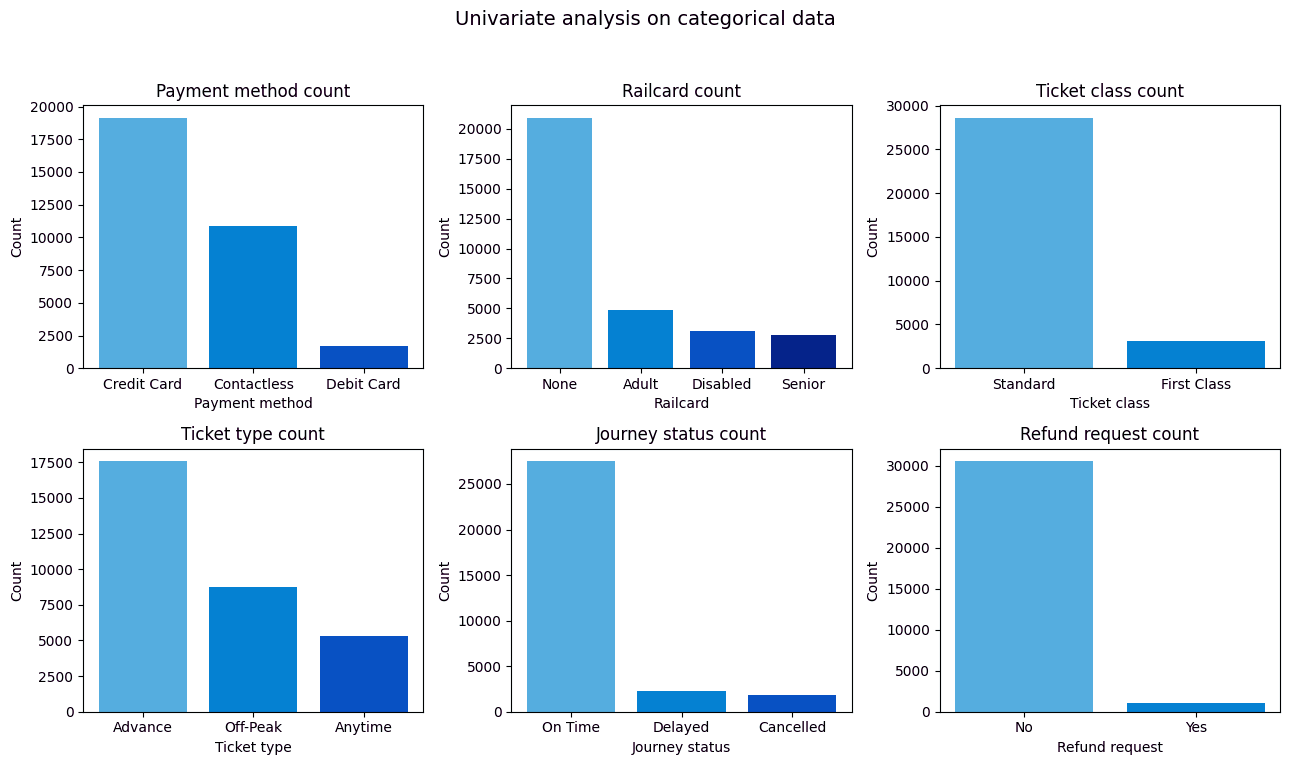 Univariate analysis on categorical data
Payment method count
Count
20000
17500
15000
12500
10000
7500
5000
2500
0
Credit Card Contactless Debit Card
Payment method
Railcard count
Count
20000
17500
15000
12500
10000
7500
5000
2500
0
None Adult Disabled Senior
Railcard
Ticket class count
Count
30000
25000
20000
15000
10000
5000
0
Standard First Class
Ticket class
Ticket type count
Count
17500
15000
12500
10000
7500
5000
2500
0
Advance Off-Peak Anytime
Ticket type
Journey status count
Count
25000
20000
15000
10000
5000
0
On Time Delayed Cancelled
Journey status
Refund request count
Count
30000
25000
20000
15000
10000
5000
0
No Yes
Refund request